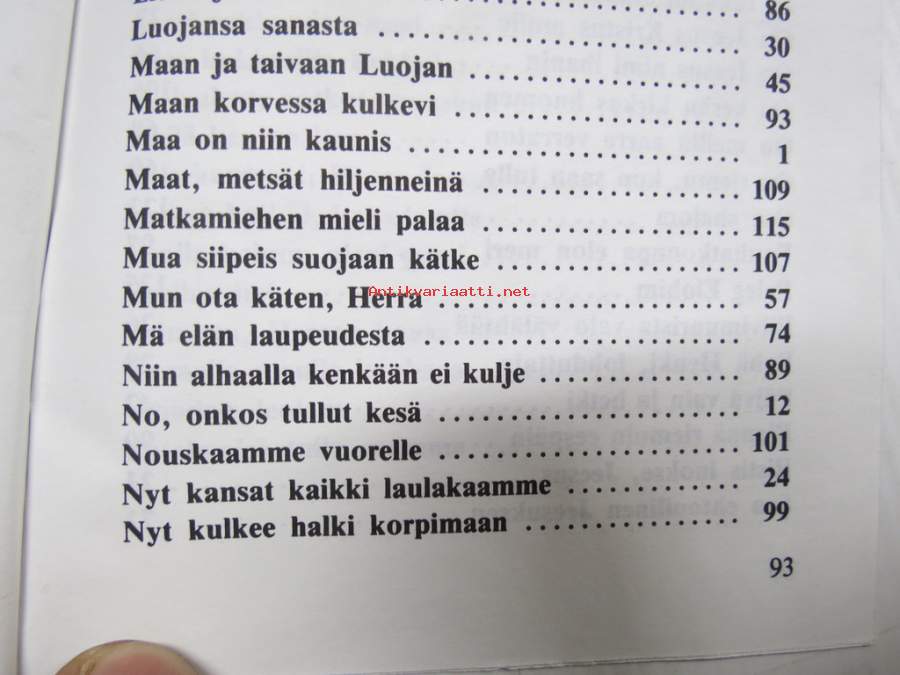 86
Luojansa sanasta ........ 30
Maan ja taivaan Luojan ........ 45
Maan korvessa kulkevi ........ 93
Maa on niin kaunis ........ 1
Maat, metsät hiljenneinä ........ 109
Matkamiehen mieli palaa ........ 115
Mua siipeis suojaan kätke ........ 107
Antikvariaatti.net
Mun ota käten, Herra ........ 57
Mä elän laupeudesta ........ 74
Niin alhaalla kenkään ei kulje ........ 89
No, onkos tullut kesä ........ 12
Nouskaamme vuorelle ........ 101
Nyt kansat kaikki laulakaamme ........ 24
Nyt kulkee halki korpimaan ........ 99
93